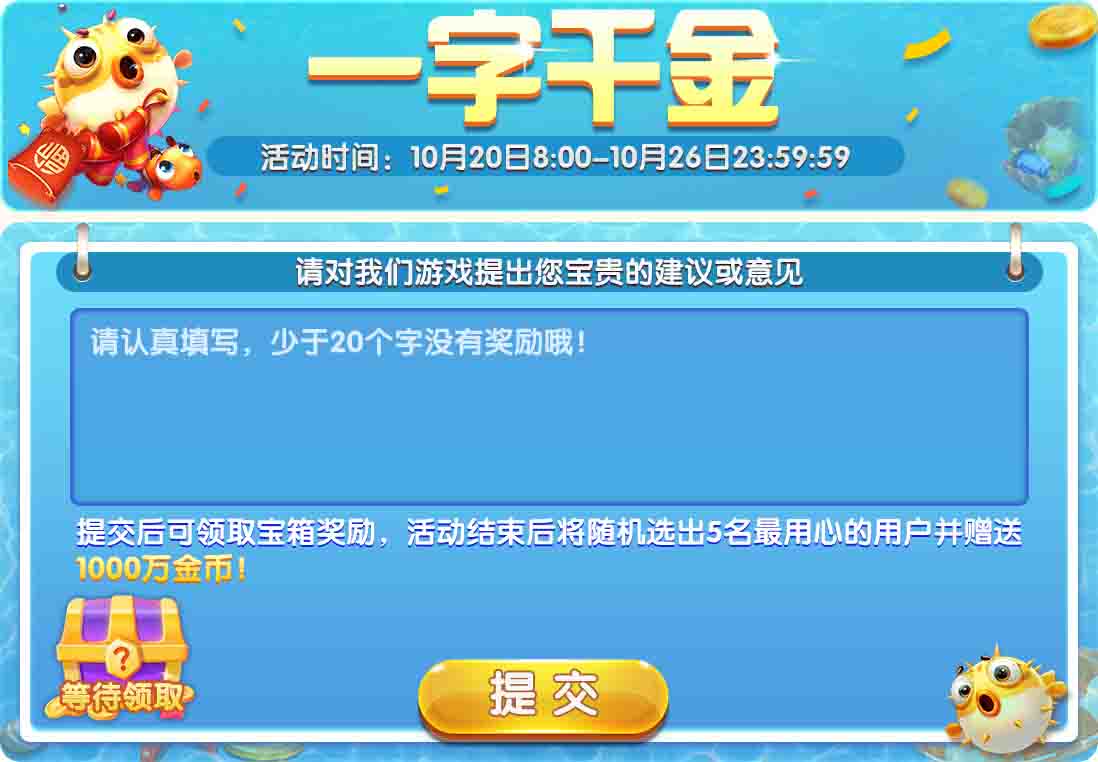 一字千金
活动时间：10月20日8:00-10月26日23:59:59
福
请对我们游戏提出您宝贵的建议或意见
请认真填写，少于20个字没有奖励哦！
提交后可领取宝箱奖励，活动结束后将随机选出5名最用心的用户并赠送
1000万金币！
?
等待领取
提交